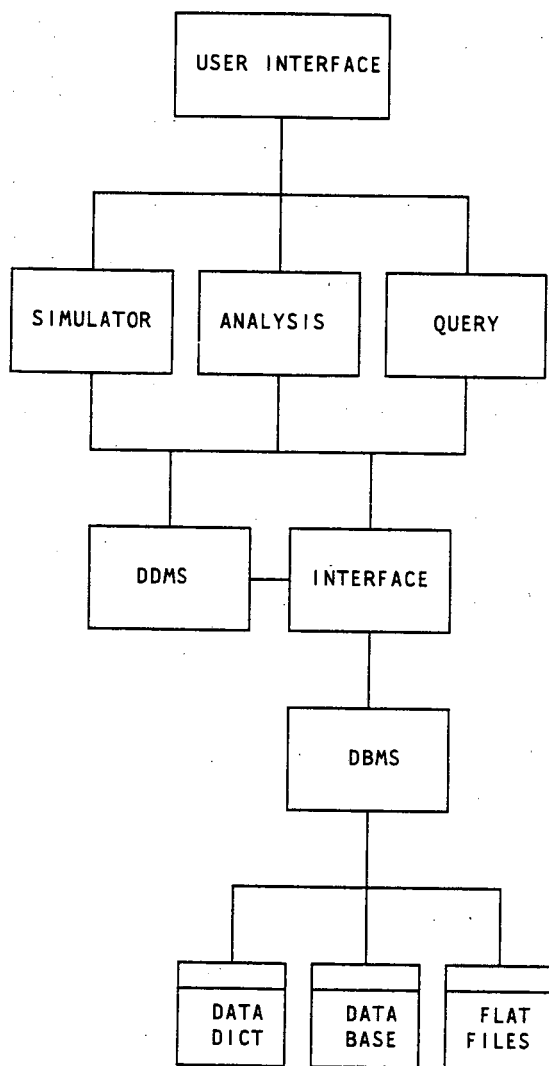 USER INTERFACE
SIMULATOR
ANALYSIS
QUERY
DDMS
INTERFACE
DBMS
DATA
DICT
DATA
BASE
FLAT
FILES